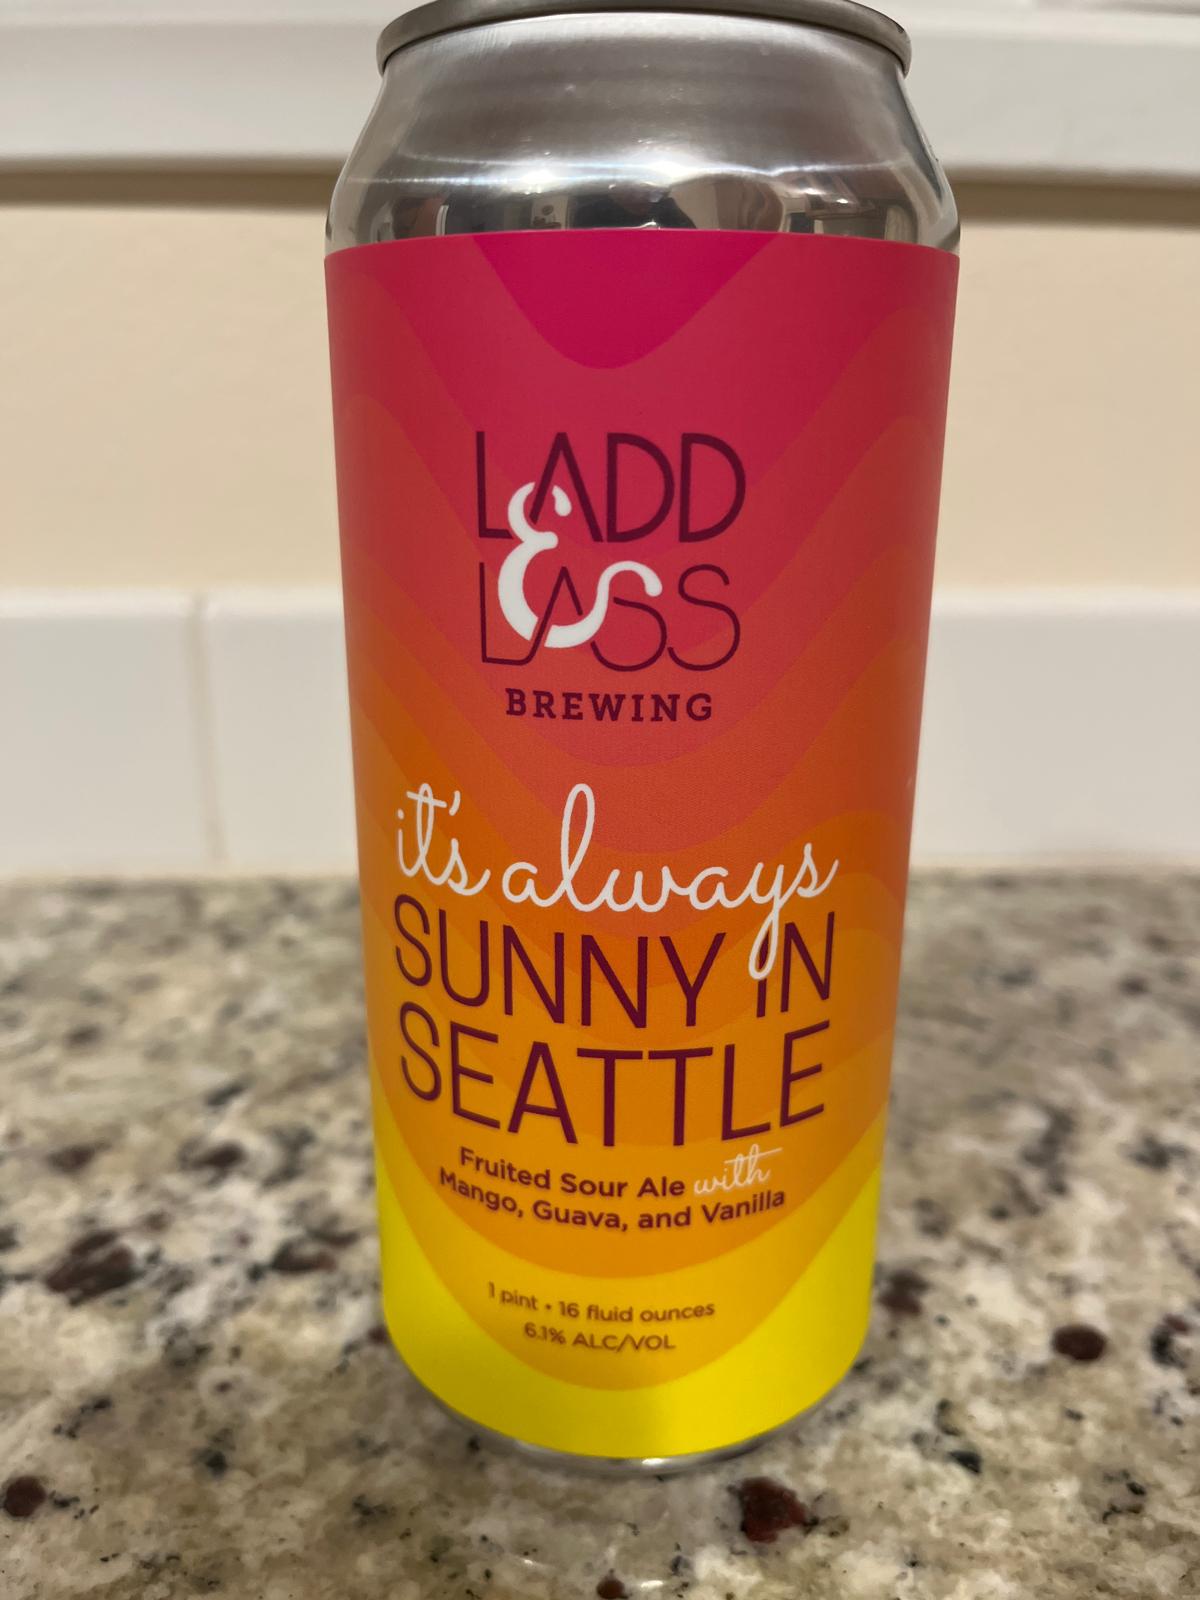 LADD
&
LASS
BREWING
it's always
SUNNY IN
SEATTLE
Fruited Sour Ale with
Mango, Guava, and Vanilla
1 pint • 16 fluid ounces
6.1% ALC/VOL